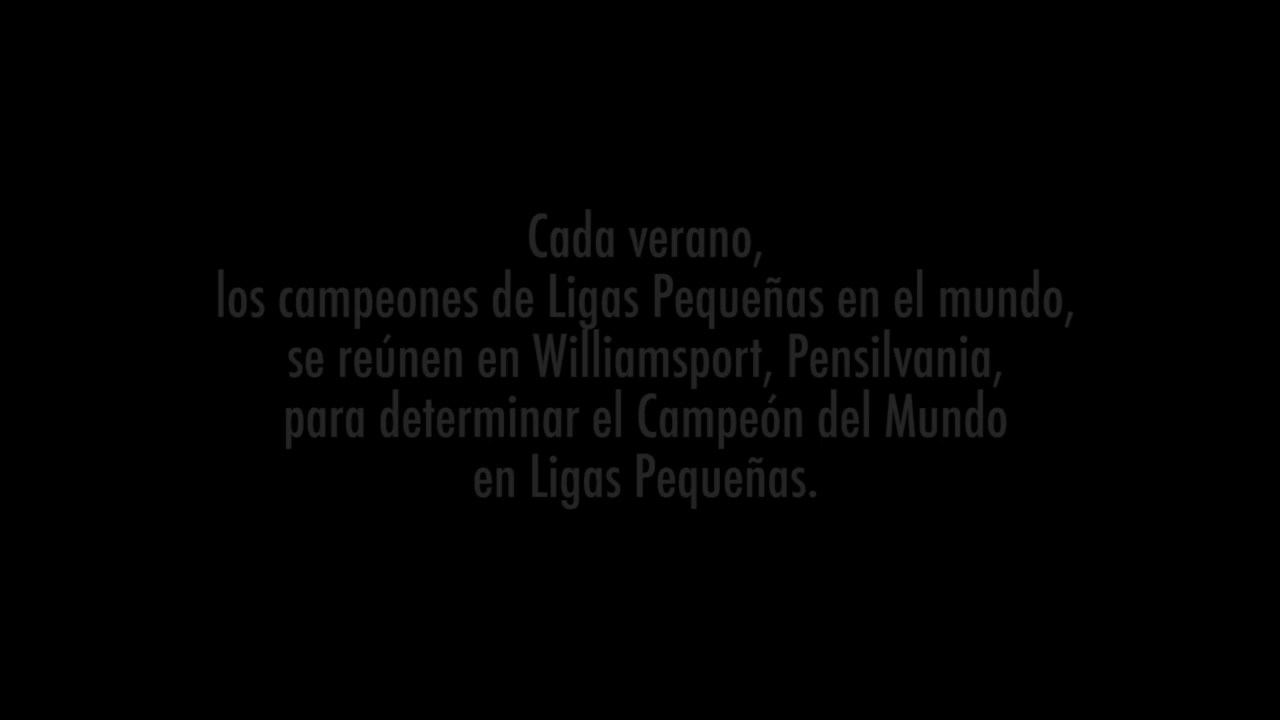 Cada verano,
los campeones de Ligas Pequeñas en el mundo,
se reúnen en Williamsport, Pensilvania,
para determinar el Campeón del Mundo
en Ligas Pequeñas.